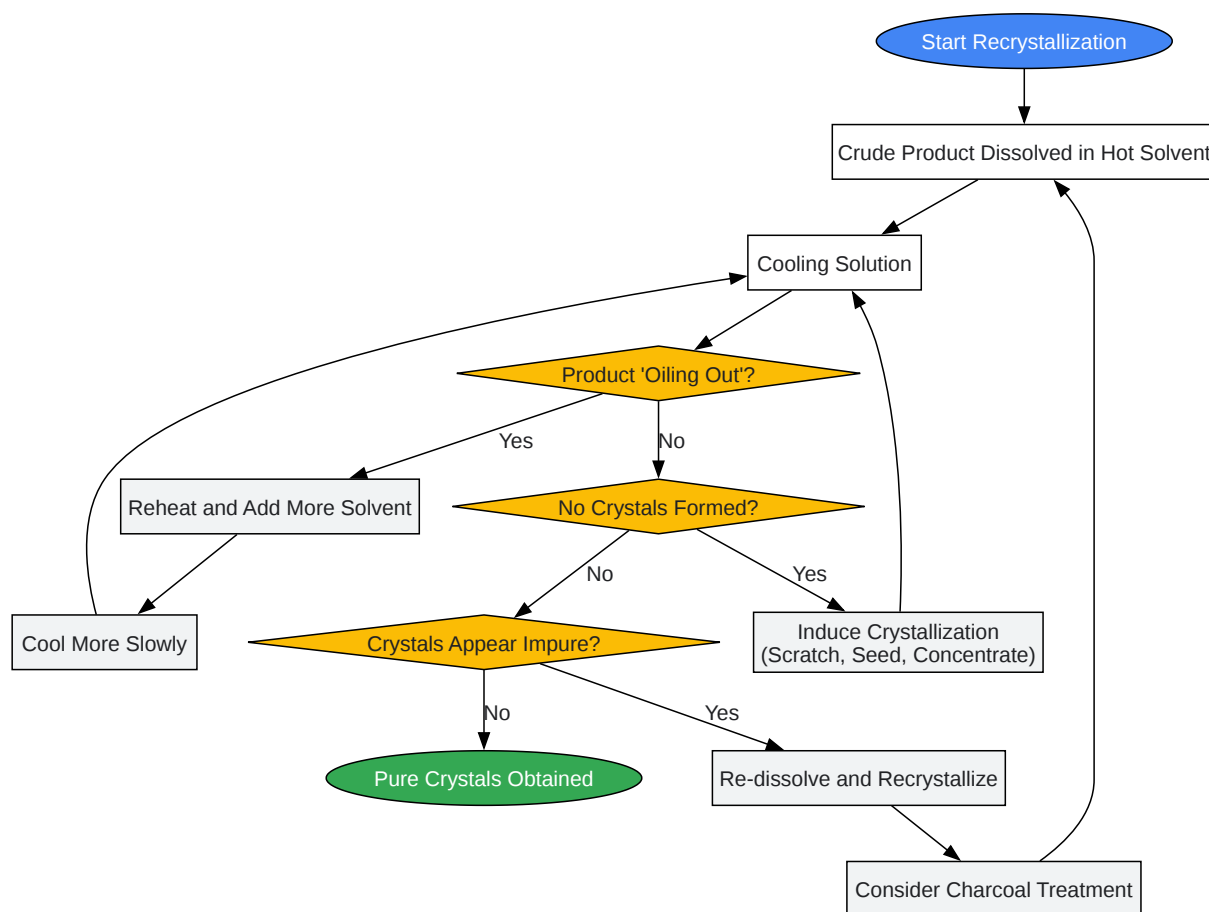 Start Recrystallization
Crude Product Dissolved in Hot Solvent
Cooling Solution
Product 'Oiling Out'?
Yes
No
Reheat and Add More Solvent
No Crystals Formed?
No
Yes
Cool More Slowly
Crystals Appear Impure?
Induce Crystallization
(Scratch, Seed, Concentrate)
No
Yes
Pure Crystals Obtained
Re-dissolve and Recrystallize
Consider Charcoal Treatment